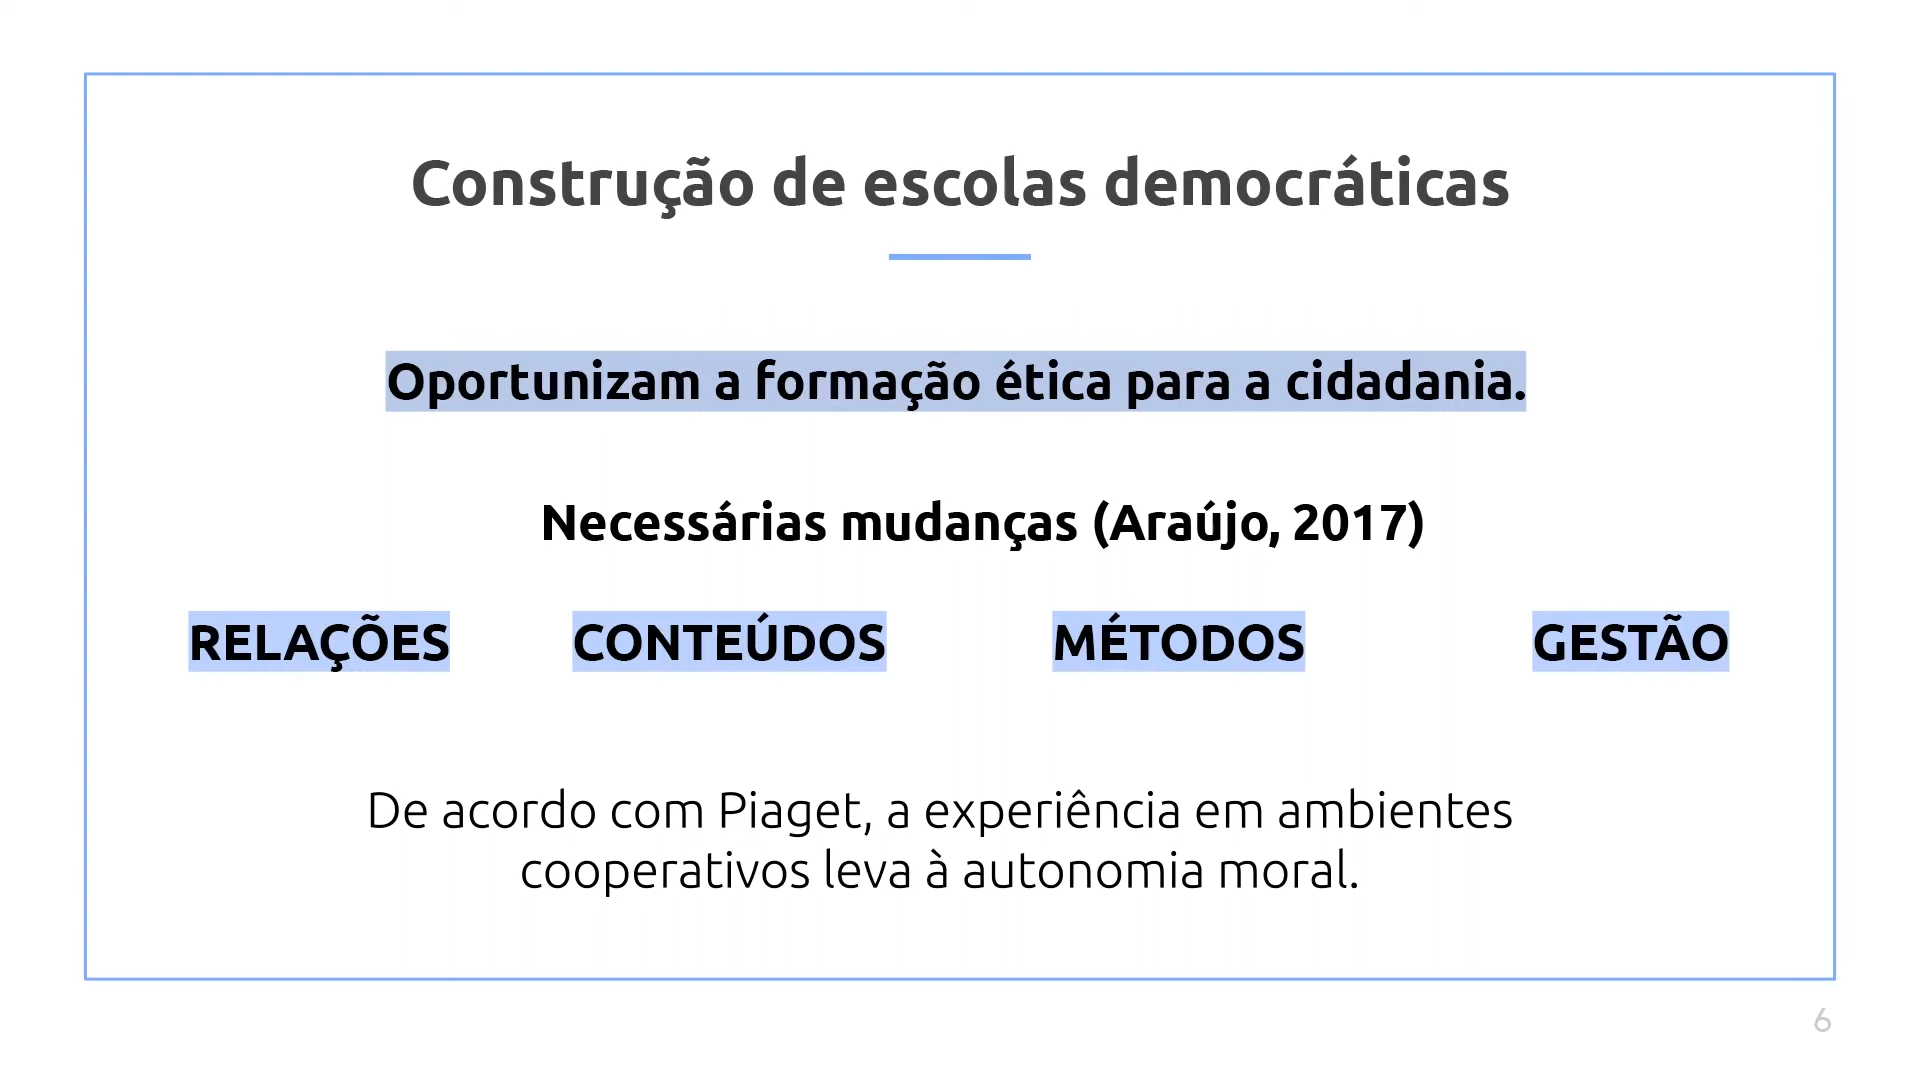 Construção de escolas democráticas
Oportunizam a formação ética para a cidadania.
Necessárias mudanças (Araújo, 2017)
RELAÇÕES CONTEÚDOS MÉTODOS GESTÃO
De acordo com Piaget, a experiência em ambientes
cooperativos leva à autonomia moral.
6